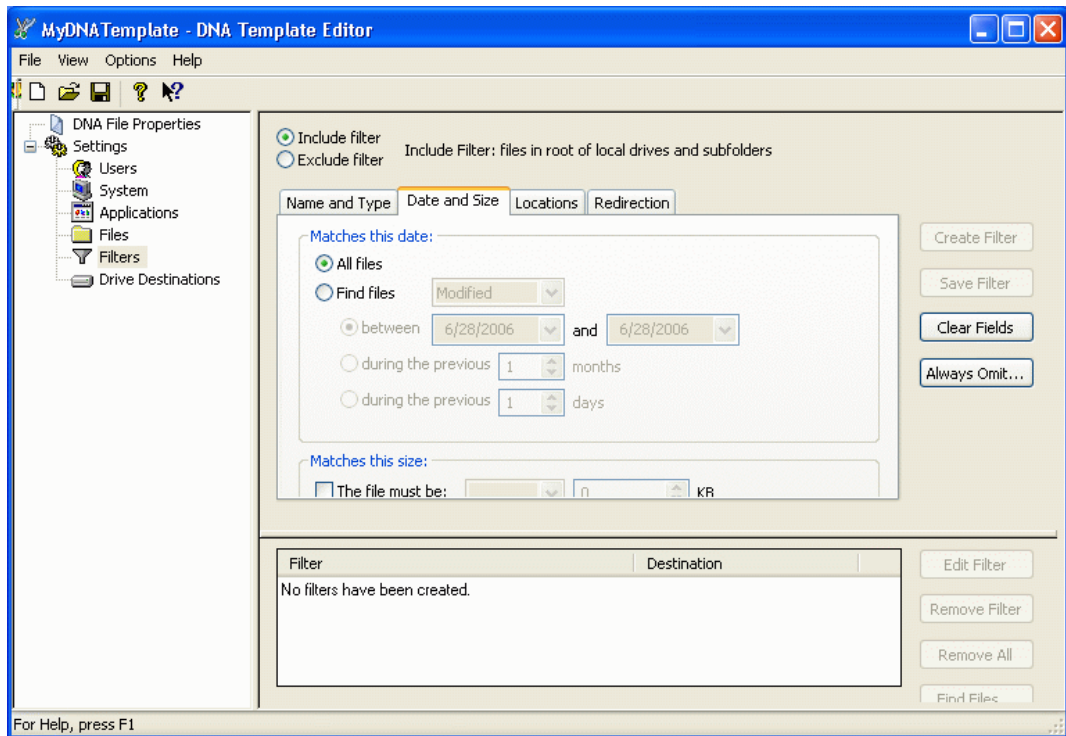 MyDNATemplate - DNA Template Editor
File View Options Help
DNA File Properties
Settings
Users
System
Applications
Files
Filters
Drive Destinations
Include filter
Exclude filter
Include Filter: files in root of local drives and subfolders
Name and Type Date and Size Locations Redirection
Matches this date:
All files
Find files Modified
between 6/28/2006 and 6/28/2006
during the previous 1 months
during the previous 1 days
Matches this size:
The file must be: 0 KB
Create Filter
Save Filter
Clear Fields
Always Omit...
Filter Destination
No filters have been created.
Edit Filter
Remove Filter
Remove All
Find Files
For Help, press F1